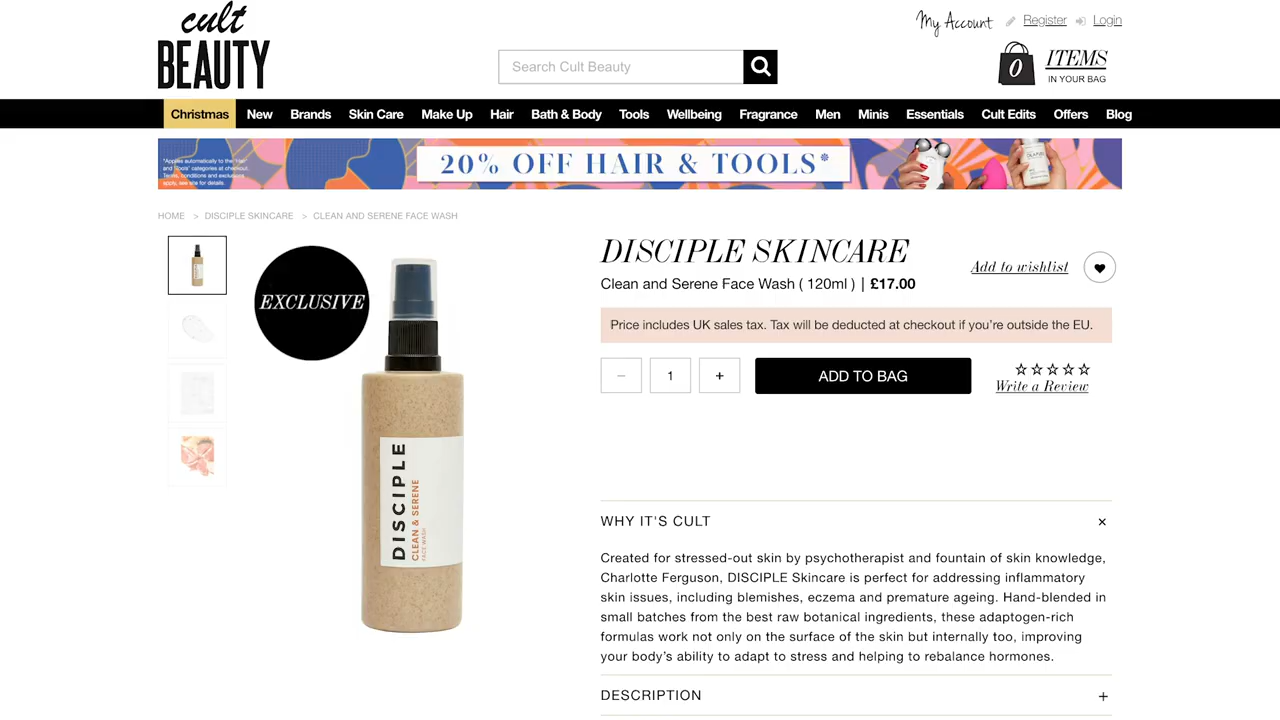 cult
BEAUTY
My Account Register Login
Search Cult Beauty
0 ITEMS
IN YOUR BAG
Christmas New Brands Skin Care Make Up Hair Bath & Body Tools Wellbeing Fragrance Men Minis Essentials Cult Edits Offers Blog
*Applies automatically to the 'Hair'
and 'Tools' categories at checkout.
Terms, conditions and exclusions
apply, see site for details.
20% OFF HAIR & TOOLS*
HOME > DISCIPLE SKINCARE > CLEAN AND SERENE FACE WASH
EXCLUSIVE
DISCIPLE
CLEAN & SERENE
FACE WASH
DISCIPLE SKINCARE
Add to wishlist
Clean and Serene Face Wash ( 120ml ) | £17.00
Price includes UK sales tax. Tax will be deducted at checkout if you're outside the EU.
− 1 + ADD TO BAG
Write a Review
WHY IT'S CULT ×
Created for stressed-out skin by psychotherapist and fountain of skin knowledge,
Charlotte Ferguson, DISCIPLE Skincare is perfect for addressing inflammatory
skin issues, including blemishes, eczema and premature ageing. Hand-blended in
small batches from the best raw botanical ingredients, these adaptogen-rich
formulas work not only on the surface of the skin but internally too, improving
your body's ability to adapt to stress and helping to rebalance hormones.
DESCRIPTION +